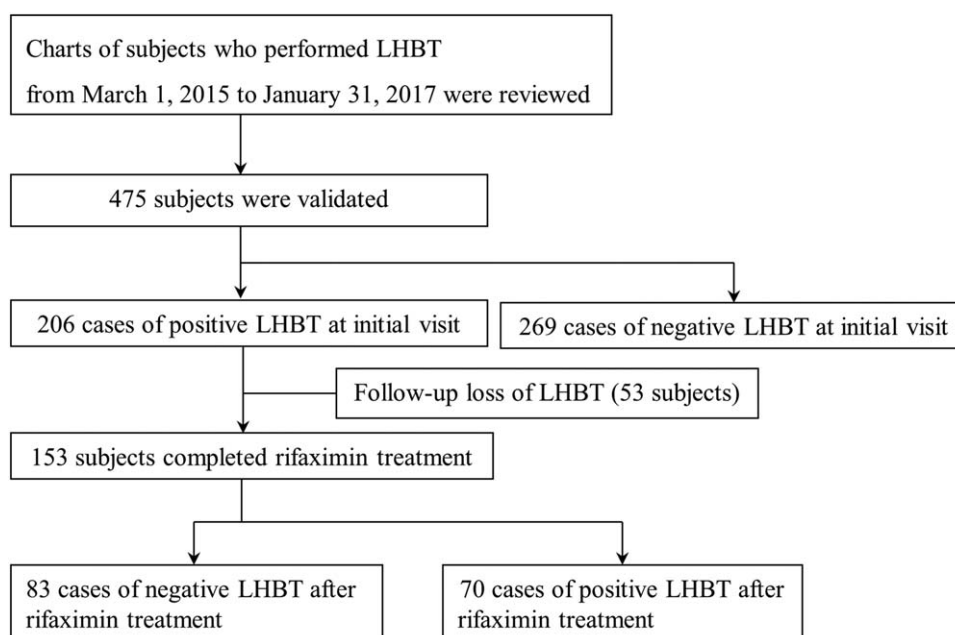 Charts of subjects who performed LHBT
from March 1, 2015 to January 31, 2017 were reviewed
475 subjects were validated
206 cases of positive LHBT at initial visit
269 cases of negative LHBT at initial visit
Follow-up loss of LHBT (53 subjects)
153 subjects completed rifaximin treatment
83 cases of negative LHBT after
rifaximin treatment
70 cases of positive LHBT after
rifaximin treatment